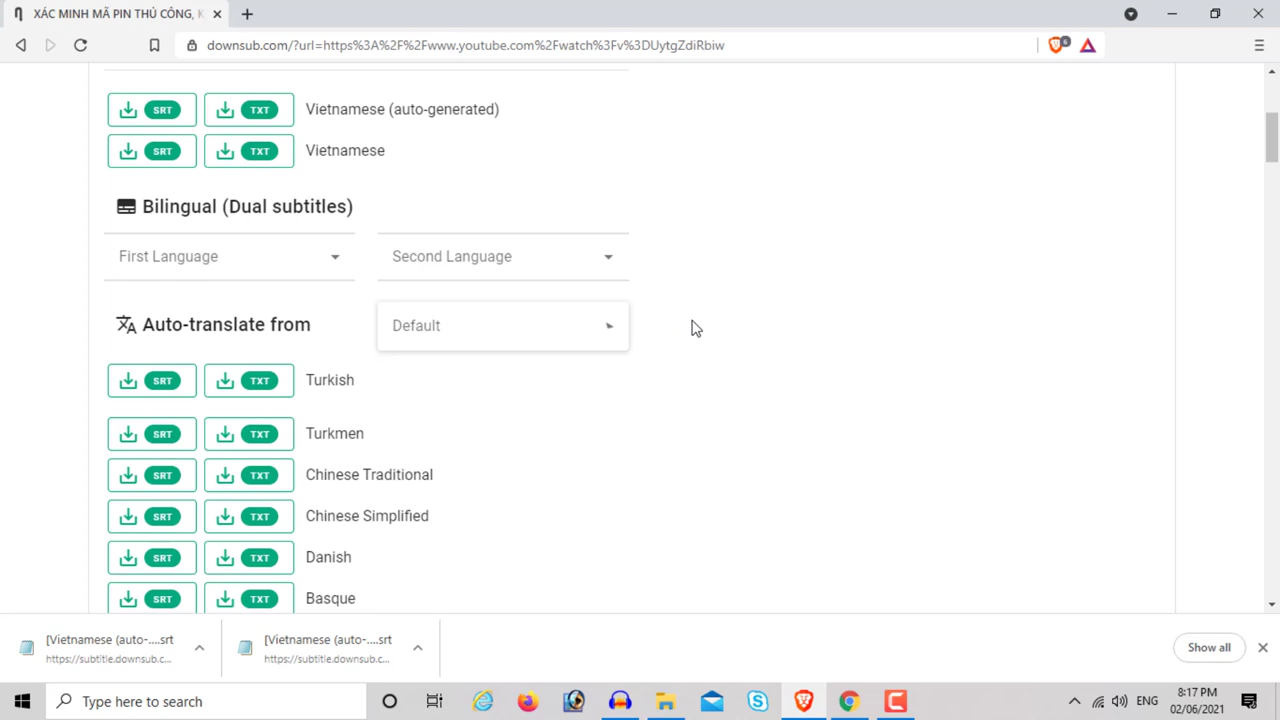 XÁC MINH MÃ PIN THỦ CÔNG, K
downsub.com/?url=https%3A%2F%2Fwww.youtube.com%2Fwatch%3Fv%3DUytgZdiRbiw
6
SRT TXT Vietnamese (auto-generated)
SRT TXT Vietnamese
Bilingual (Dual subtitles)
First Language Second Language
Auto-translate from Default
SRT TXT Turkish
SRT TXT Turkmen
SRT TXT Chinese Traditional
SRT TXT Chinese Simplified
SRT TXT Danish
SRT TXT Basque
[Vietnamese (auto-....srt
https://subtitle.downsub.c...
[Vietnamese (auto-....srt
https://subtitle.downsub.c...
Show all
Type here to search
ENG
8:17 PM
02/06/2021